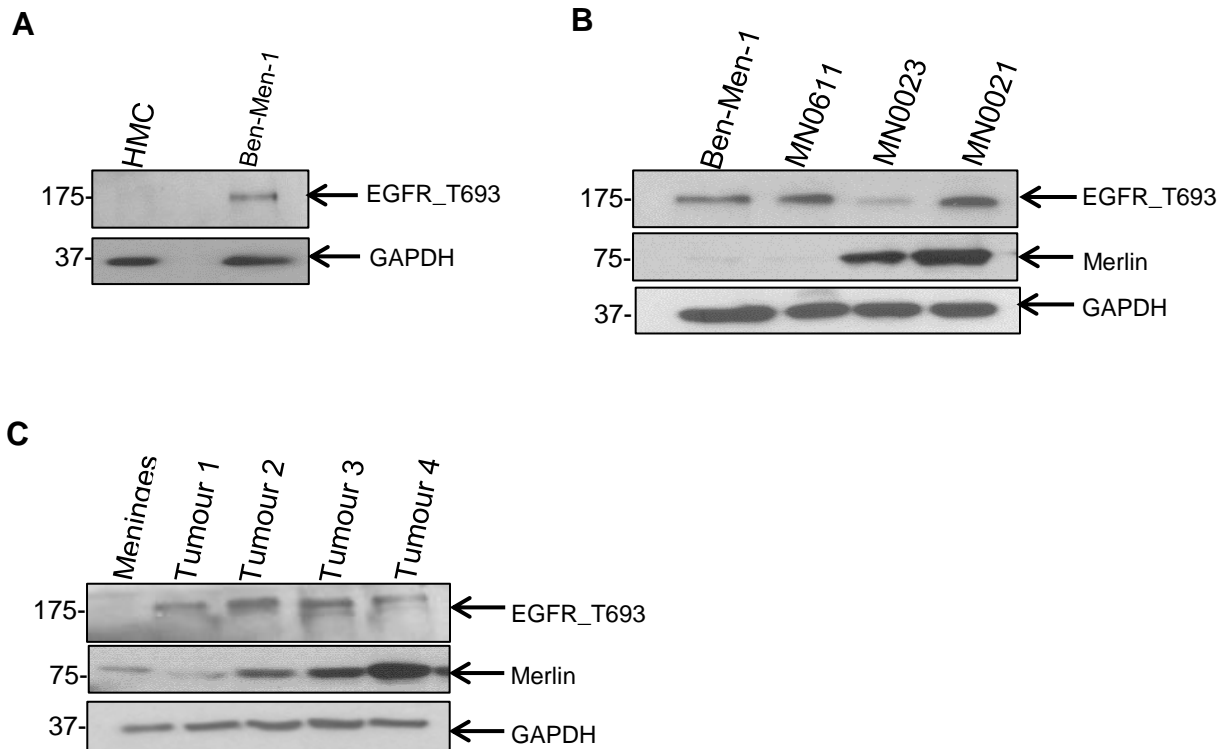 A
HMC
Ben-Men-1
175-
EGFR_T693
37-
GAPDH
B
Ben-Men-1
MN0611
MN0023
MN0021
175-
EGFR_T693
75-
Merlin
37-
GAPDH
C
Meninges
Tumour 1
Tumour 2
Tumour 3
Tumour 4
175-
EGFR_T693
75-
Merlin
37-
GAPDH